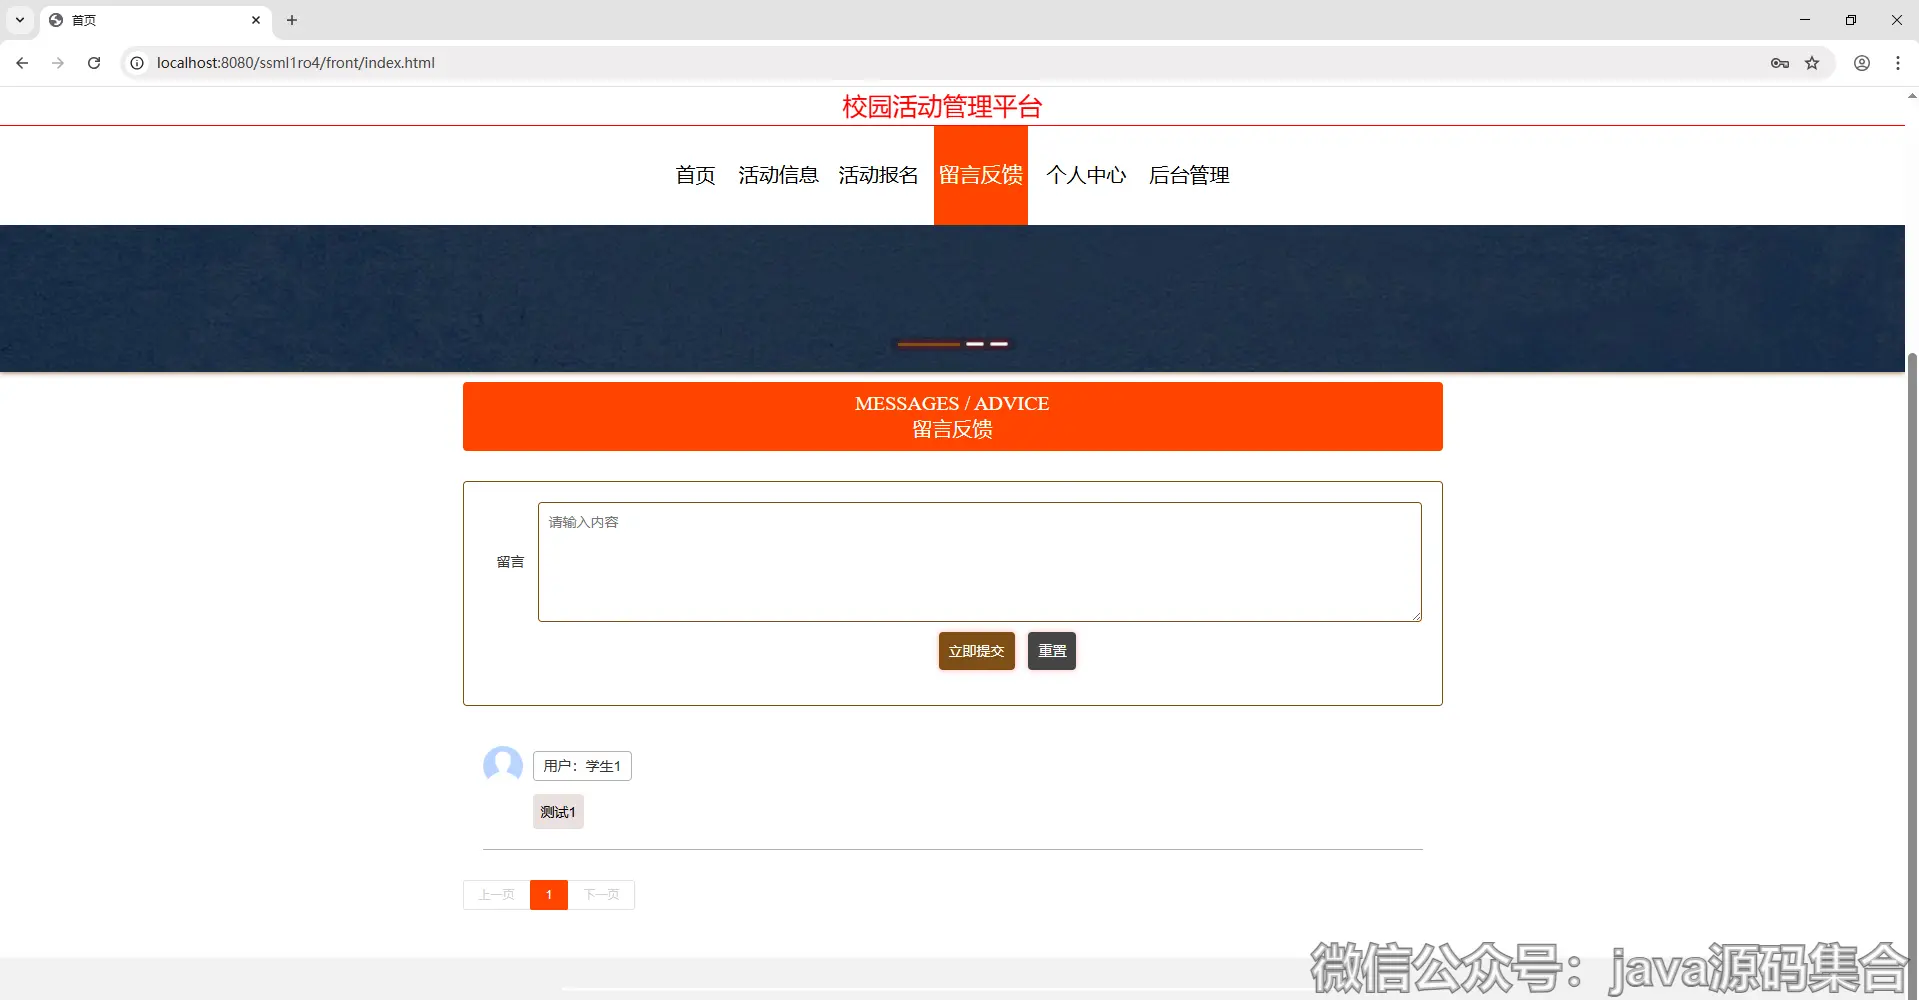 首页
localhost:8080/ssml1ro4/front/index.html
校园活动管理平台
首页 活动信息 活动报名 留言反馈 个人中心 后台管理
MESSAGES / ADVICE
留言反馈
请输入内容
留言
立即提交 重置
用户：学生1
测试1
上一页 1 下一页
微信公众号：java源码集合